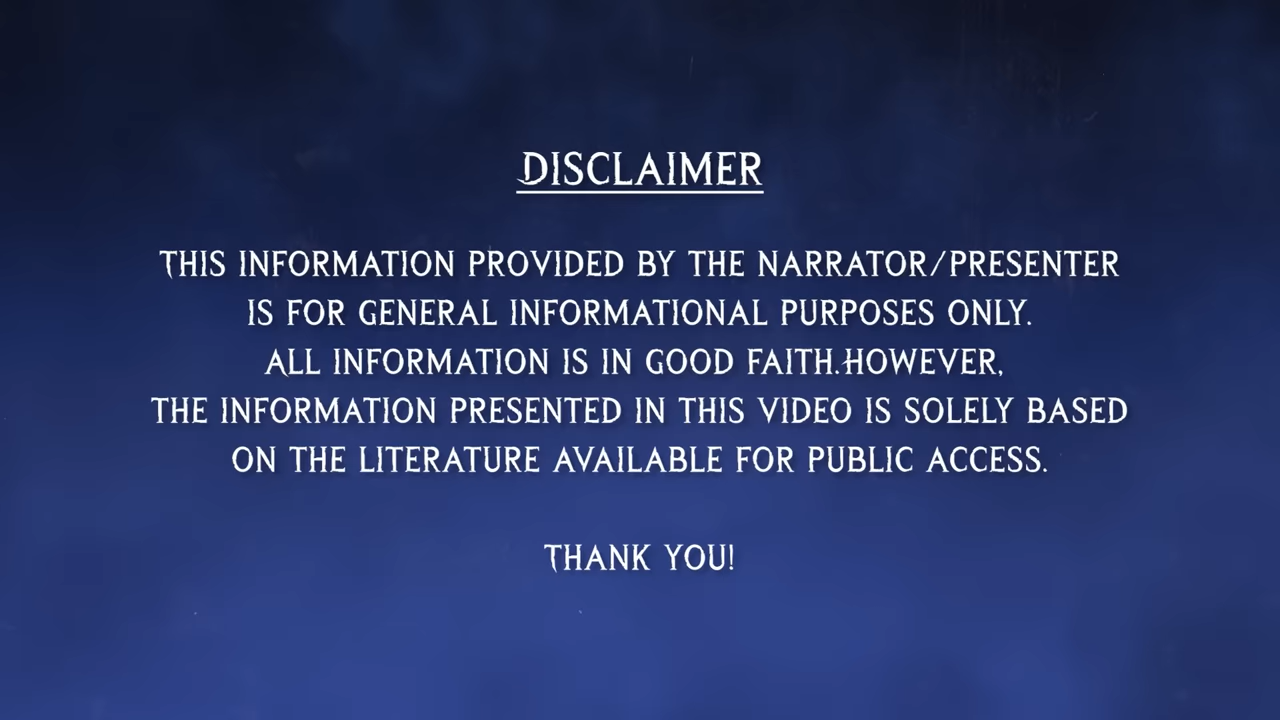 DISCLAIMER
THIS INFORMATION PROVIDED BY THE NARRATOR/PRESENTER
IS FOR GENERAL INFORMATIONAL PURPOSES ONLY.
ALL INFORMATION IS IN GOOD FAITH.HOWEVER,
THE INFORMATION PRESENTED IN THIS VIDEO IS SOLELY BASED
ON THE LITERATURE AVAILABLE FOR PUBLIC ACCESS.
THANK YOU!